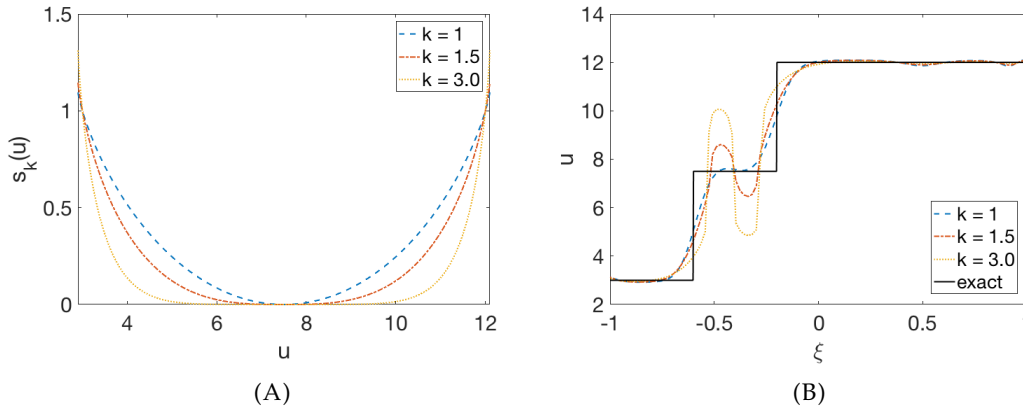 1.5
1
0.5
0
4
6
8
10
12
s_k(u)
u
k = 1
k = 1.5
k = 3.0
(A)
14
12
10
8
6
4
2
-1
-0.5
0
0.5
u
ξ
k = 1
k = 1.5
k = 3.0
exact
(B)